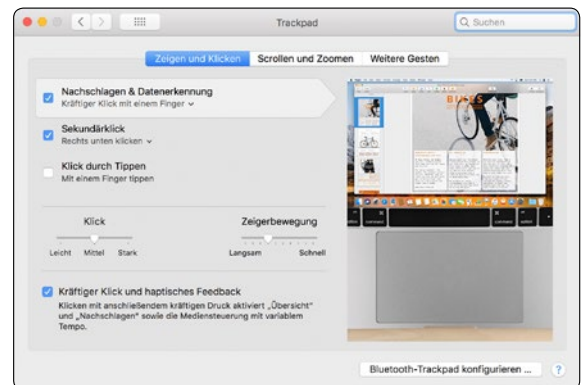 Trackpad
Suchen
Zeigen und Klicken
Scrollen und Zoomen
Weitere Gesten
Nachschlagen & Datenerkennung
Kräftiger Klick mit einem Finger
Sekundärklick
Rechts unten klicken
Klick durch Tippen
Mit einem Finger tippen
Klick
Leicht Mittel Stark
Zeigerbewegung
Langsam Schnell
Kräftiger Klick und haptisches Feedback
Klicken mit anschließendem kräftigen Druck aktiviert „Übersicht“
und „Nachschlagen“ sowie die Mediensteuerung mit variablem
Tempo.
BIKES
command
command
Bluetooth-Trackpad konfigurieren ...
?